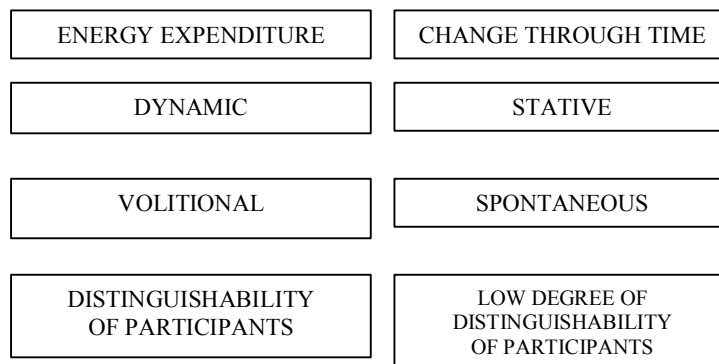 ENERGY EXPENDITURE
CHANGE THROUGH TIME
DYNAMIC
STATIVE
VOLITIONAL
SPONTANEOUS
DISTINGUISHABILITY
OF PARTICIPANTS
LOW DEGREE OF
DISTINGUISHABILITY
OF PARTICIPANTS